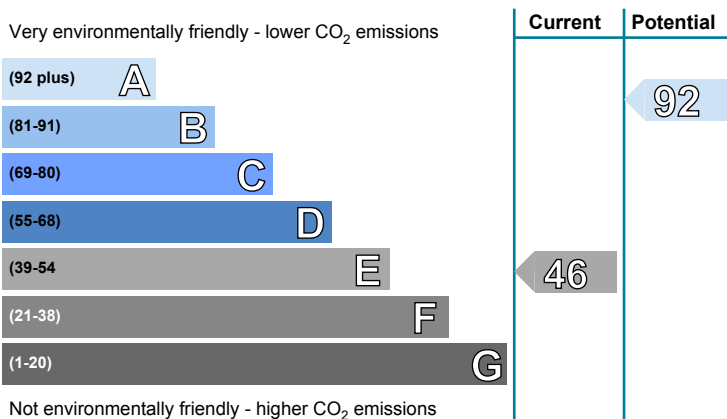 Current Potential
Very environmentally friendly - lower CO2 emissions
(92 plus) A
92
(81-91) B
(69-80) C
(55-68) D
(39-54 E
46
(21-38) F
(1-20) G
Not environmentally friendly - higher CO2 emissions